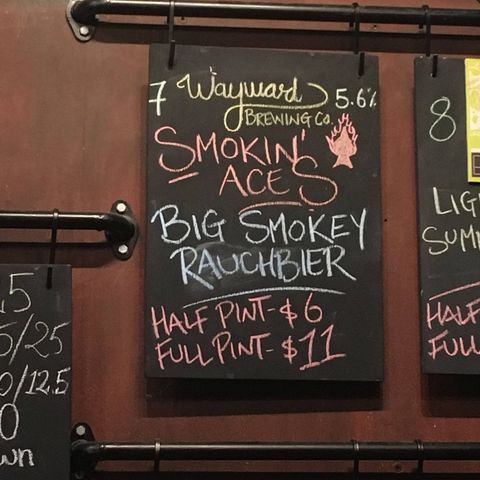 7 Wayward 5.6%
BREWING CO.
SMOKIN'
ACES
BIG SMOKEY
RAUCHBIER
HALF PINT-$6
FULL PINT-$11
8
LIG
SUMM
HALF
FULL
5
5/25
0/12.5
0
wn